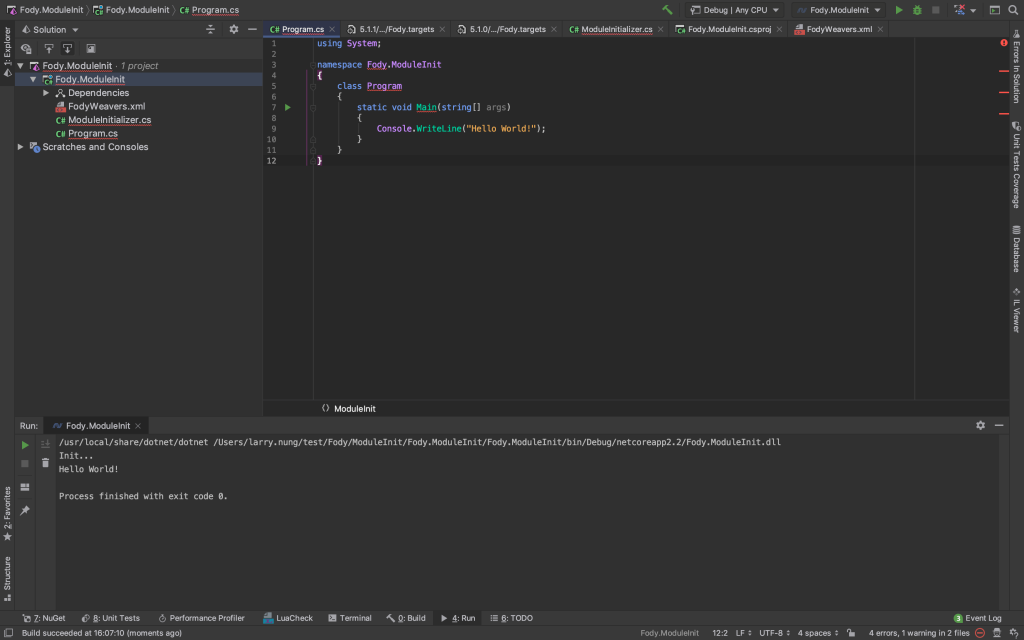 Fody.ModuleInit Fody.ModuleInit C# Program.cs
Debug | Any CPU Fody.ModuleInit
Solution
Program.cs 5.1.1/.../Fody.targets 5.1.0/.../Fody.targets C# ModuleInitializer.cs Fody.ModuleInit.csproj FodyWeavers.xml
Explorer
Fody.ModuleInit · 1 project
Fody.ModuleInit
Dependencies
FodyWeavers.xml
C# ModuleInitializer.cs
C# Program.cs
Scratches and Consoles
1 using System;
2
3 namespace Fody.ModuleInit
4 {
5 class Program
6 {
7 static void Main(string[] args)
8 {
9 Console.WriteLine("Hello World!");
10 }
11 }
12 }
Errors In Solution
Unit Tests Coverage
Database
IL Viewer
ModuleInit
Run: Fody.ModuleInit
/usr/local/share/dotnet/dotnet /Users/larry.nung/test/Fody/ModuleInit/Fody.ModuleInit/Fody.ModuleInit/bin/Debug/netcoreapp2.2/Fody.ModuleInit.dll
Init...
Hello World!
Process finished with exit code 0.
2: Favorites
Structure
7: NuGet 8: Unit Tests Performance Profiler LuaCheck Terminal 0: Build 4: Run 6: TODO 3 Event Log
Build succeeded at 16:07:10 (moments ago) Fody.ModuleInit 12:2 LF UTF-8 4 spaces 4 errors, 1 warning in 2 files